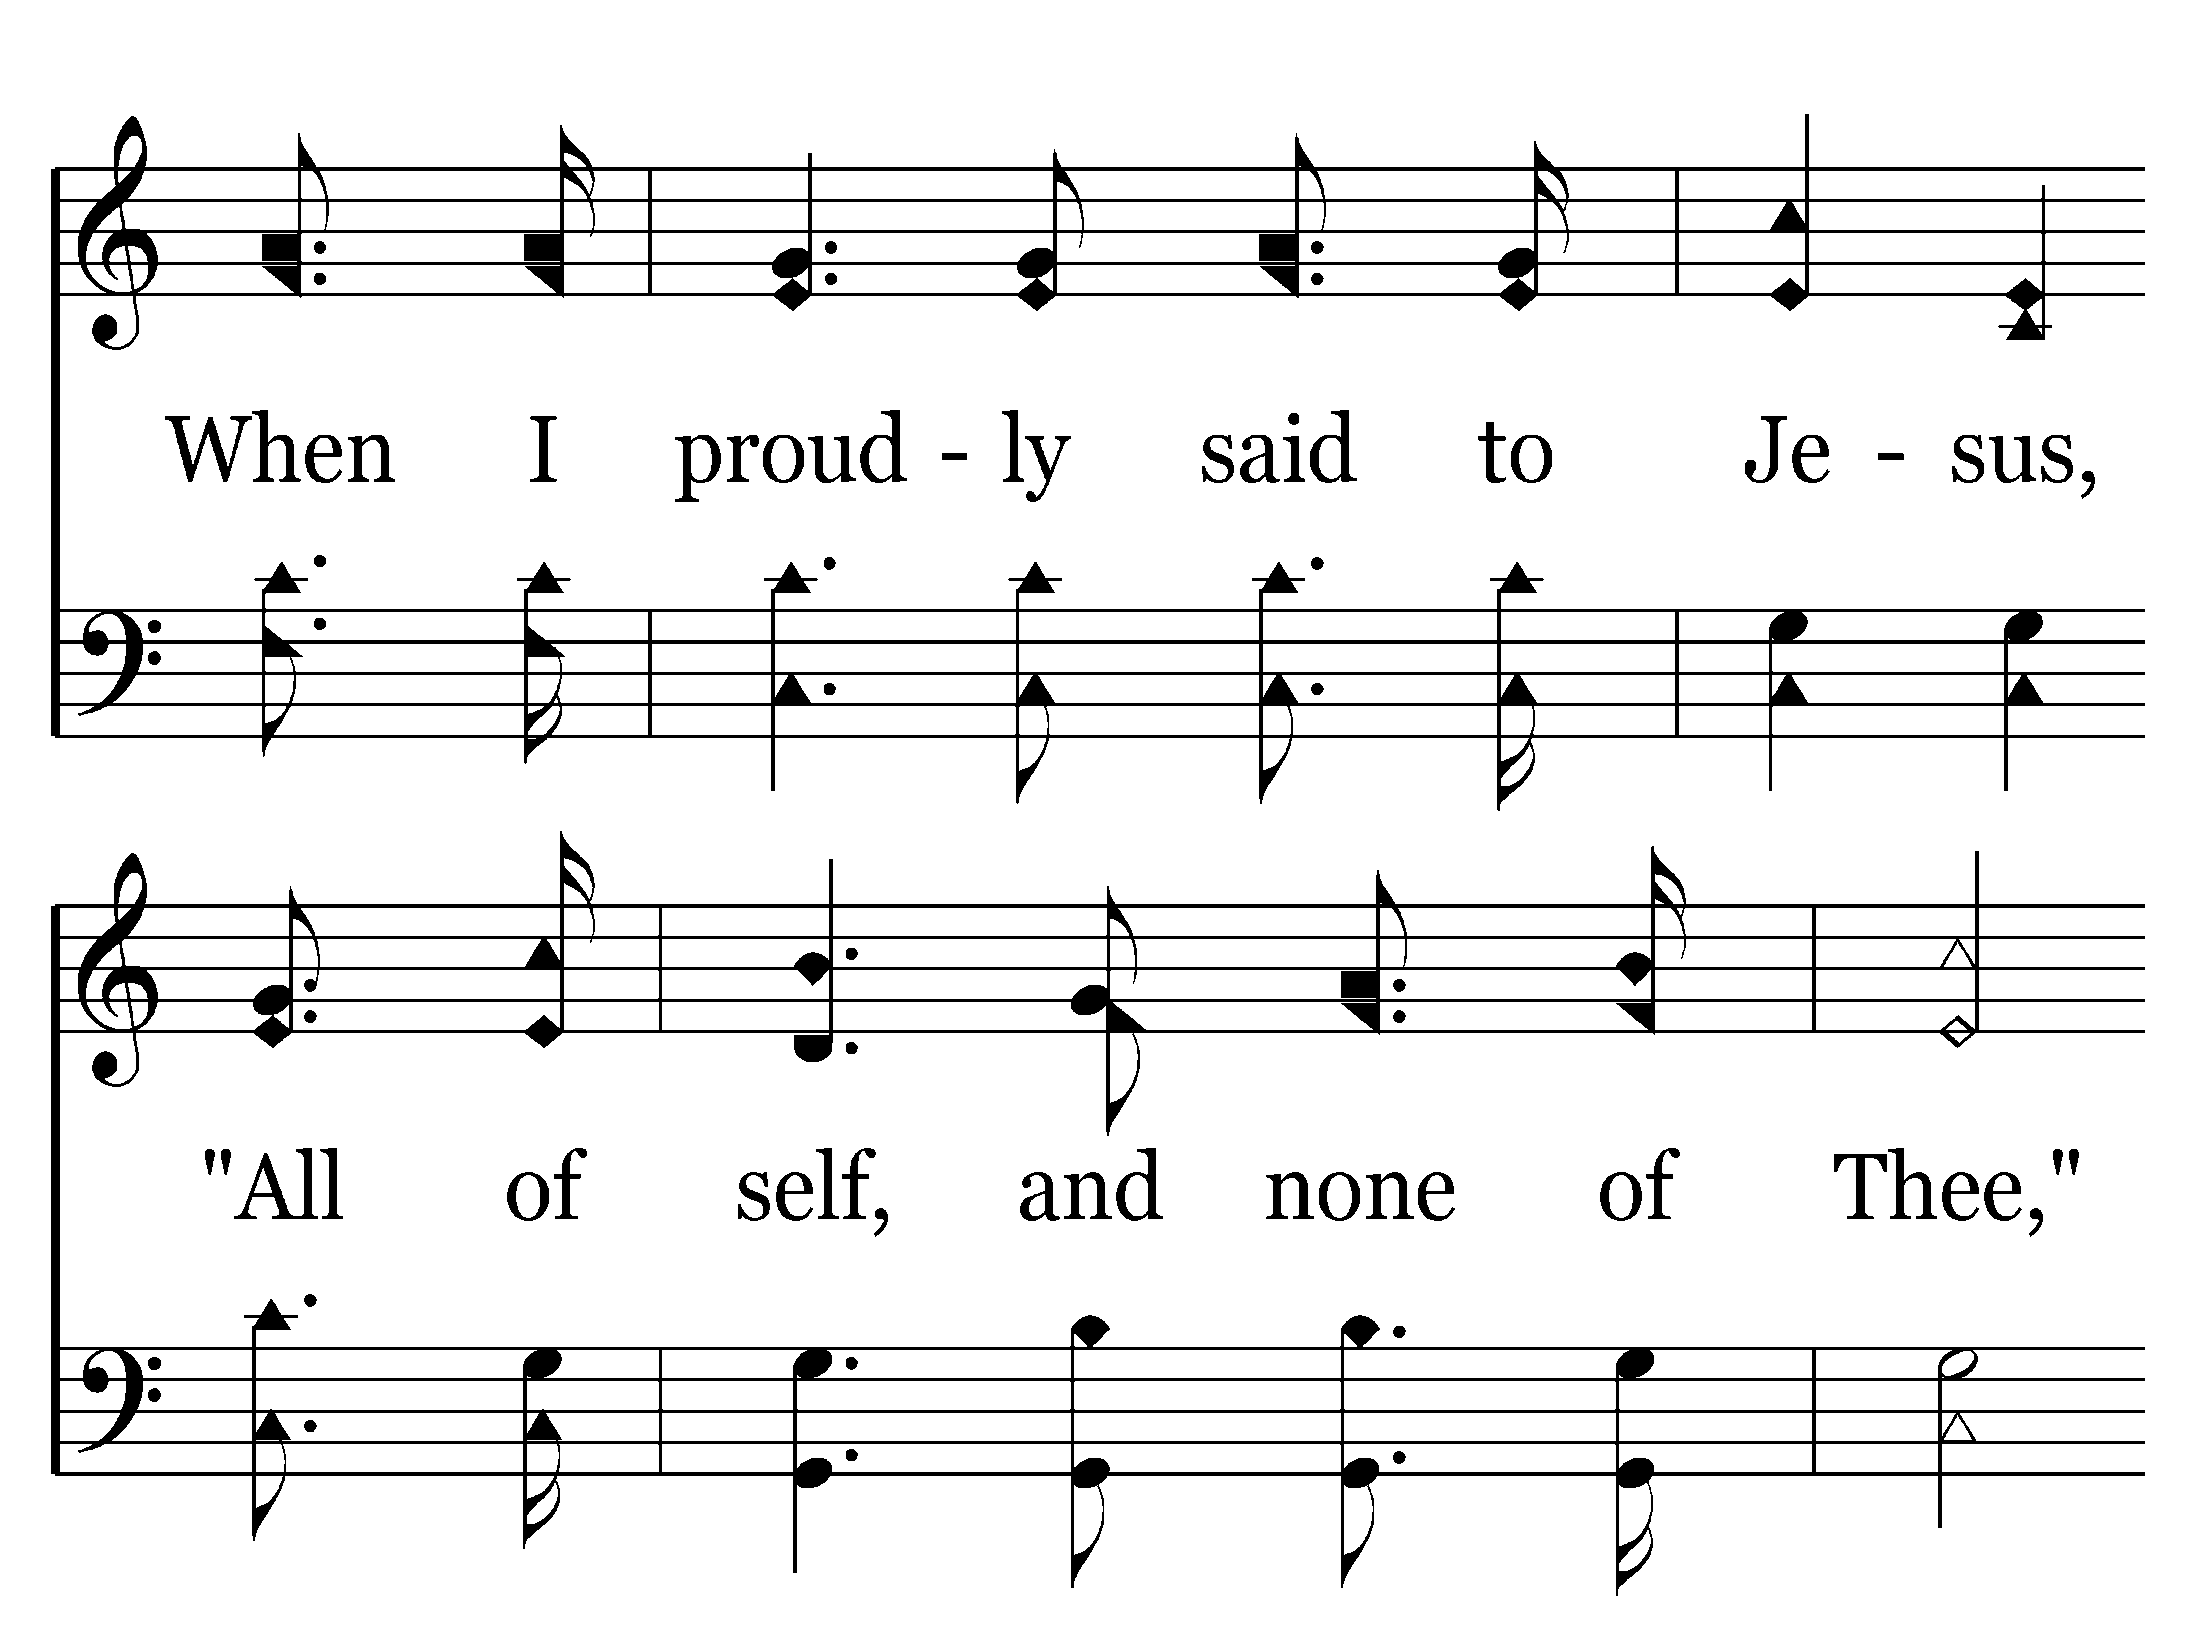 When I proud - ly said to Je - sus,
"All of self, and none of Thee,"